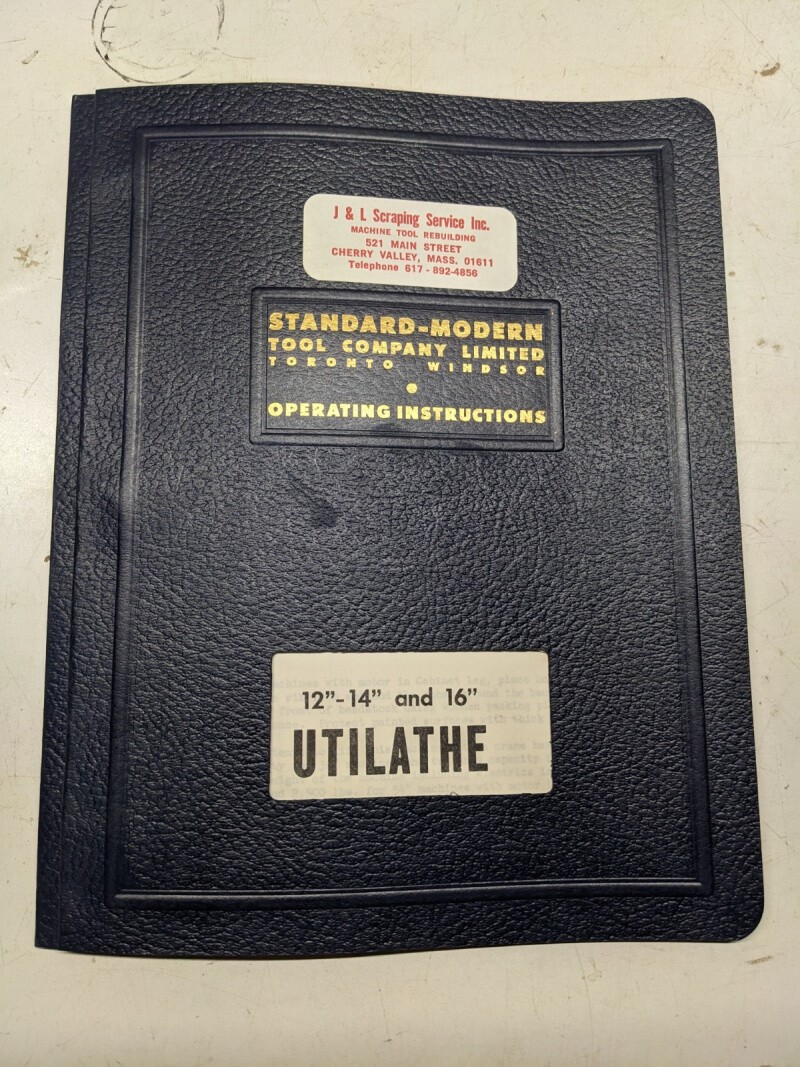 J & L Scraping Service Inc.
MACHINE TOOL REBUILDING
521 MAIN STREET
CHERRY VALLEY, MASS. 01611
Telephone 617 - 892-4856
STANDARD-MODERN
TOOL COMPANY LIMITED
TORONTO WINDSOR
OPERATING INSTRUCTIONS
12"-14" and 16"
UTILATHE